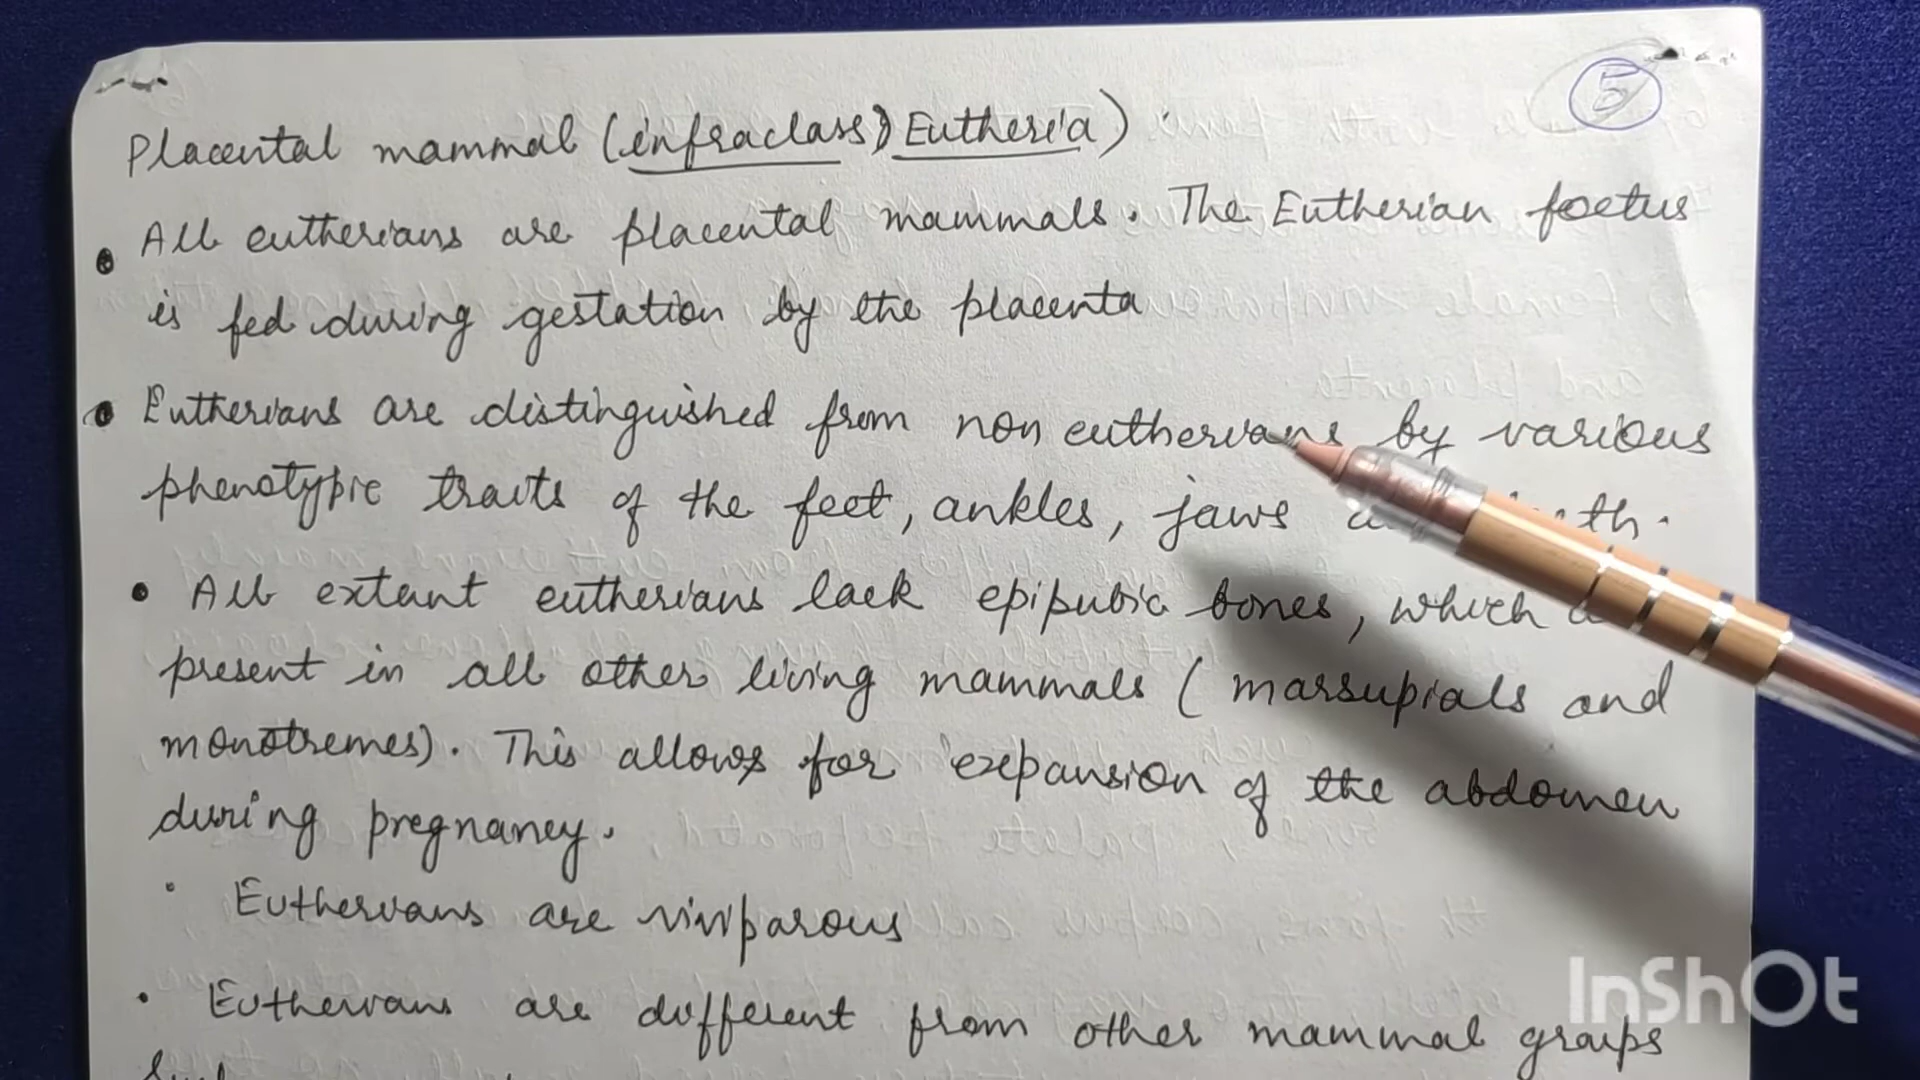 5
Placental mammal (infraclass) Eutheria) :
All eutherians are placental mammals. The Eutherian foetus
is fed during gestation by the placenta
Eutherians are distinguished from non eutherians by various
phenotypic traits of the feet, ankles, jaws
• All extant eutherians lack epipubic bones, which
present in all other living mammals (marsupials and
monotremes). This allows for expansion of the abdomen
during pregnancy.
Eutherians are viviparous
• Eutherians are different from other mammal groups
InShOt